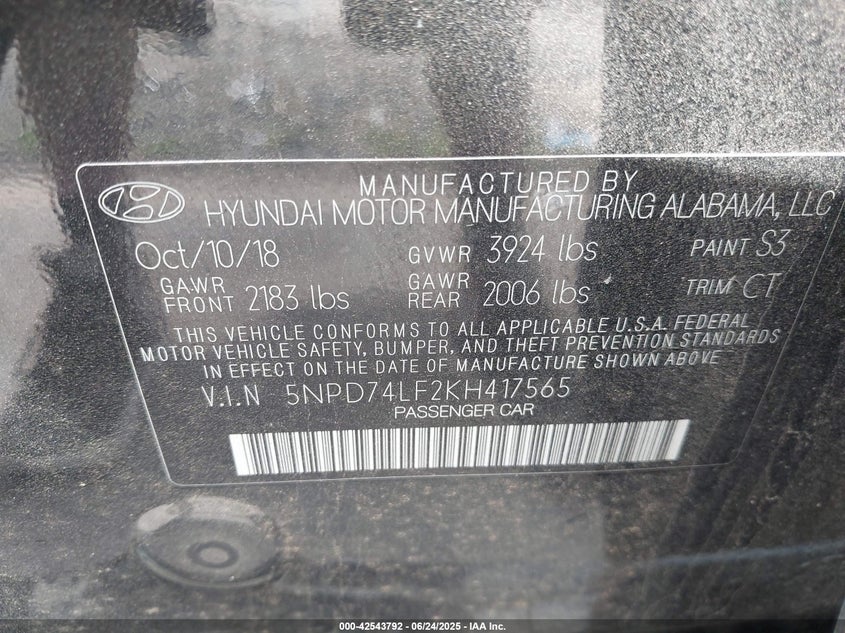 MANUFACTURED BY
HYUNDAI MOTOR MANUFACTURING ALABAMA, LLC
Oct/10/18 GVWR 3924 lbs PAINT S3
GAWR FRONT 2183 lbs GAWR REAR 2006 lbs TRIM CT
THIS VEHICLE CONFORMS TO ALL APPLICABLE U.S.A. FEDERAL
MOTOR VEHICLE SAFETY, BUMPER, AND THEFT PREVENTION STANDARDS
IN EFFECT ON THE DATE OF MANUFACTURE SHOWN ABOVE
V.I.N 5NPD74LF2KH417565
PASSENGER CAR
000-42543792 - 06/24/2025 - IAA Inc.